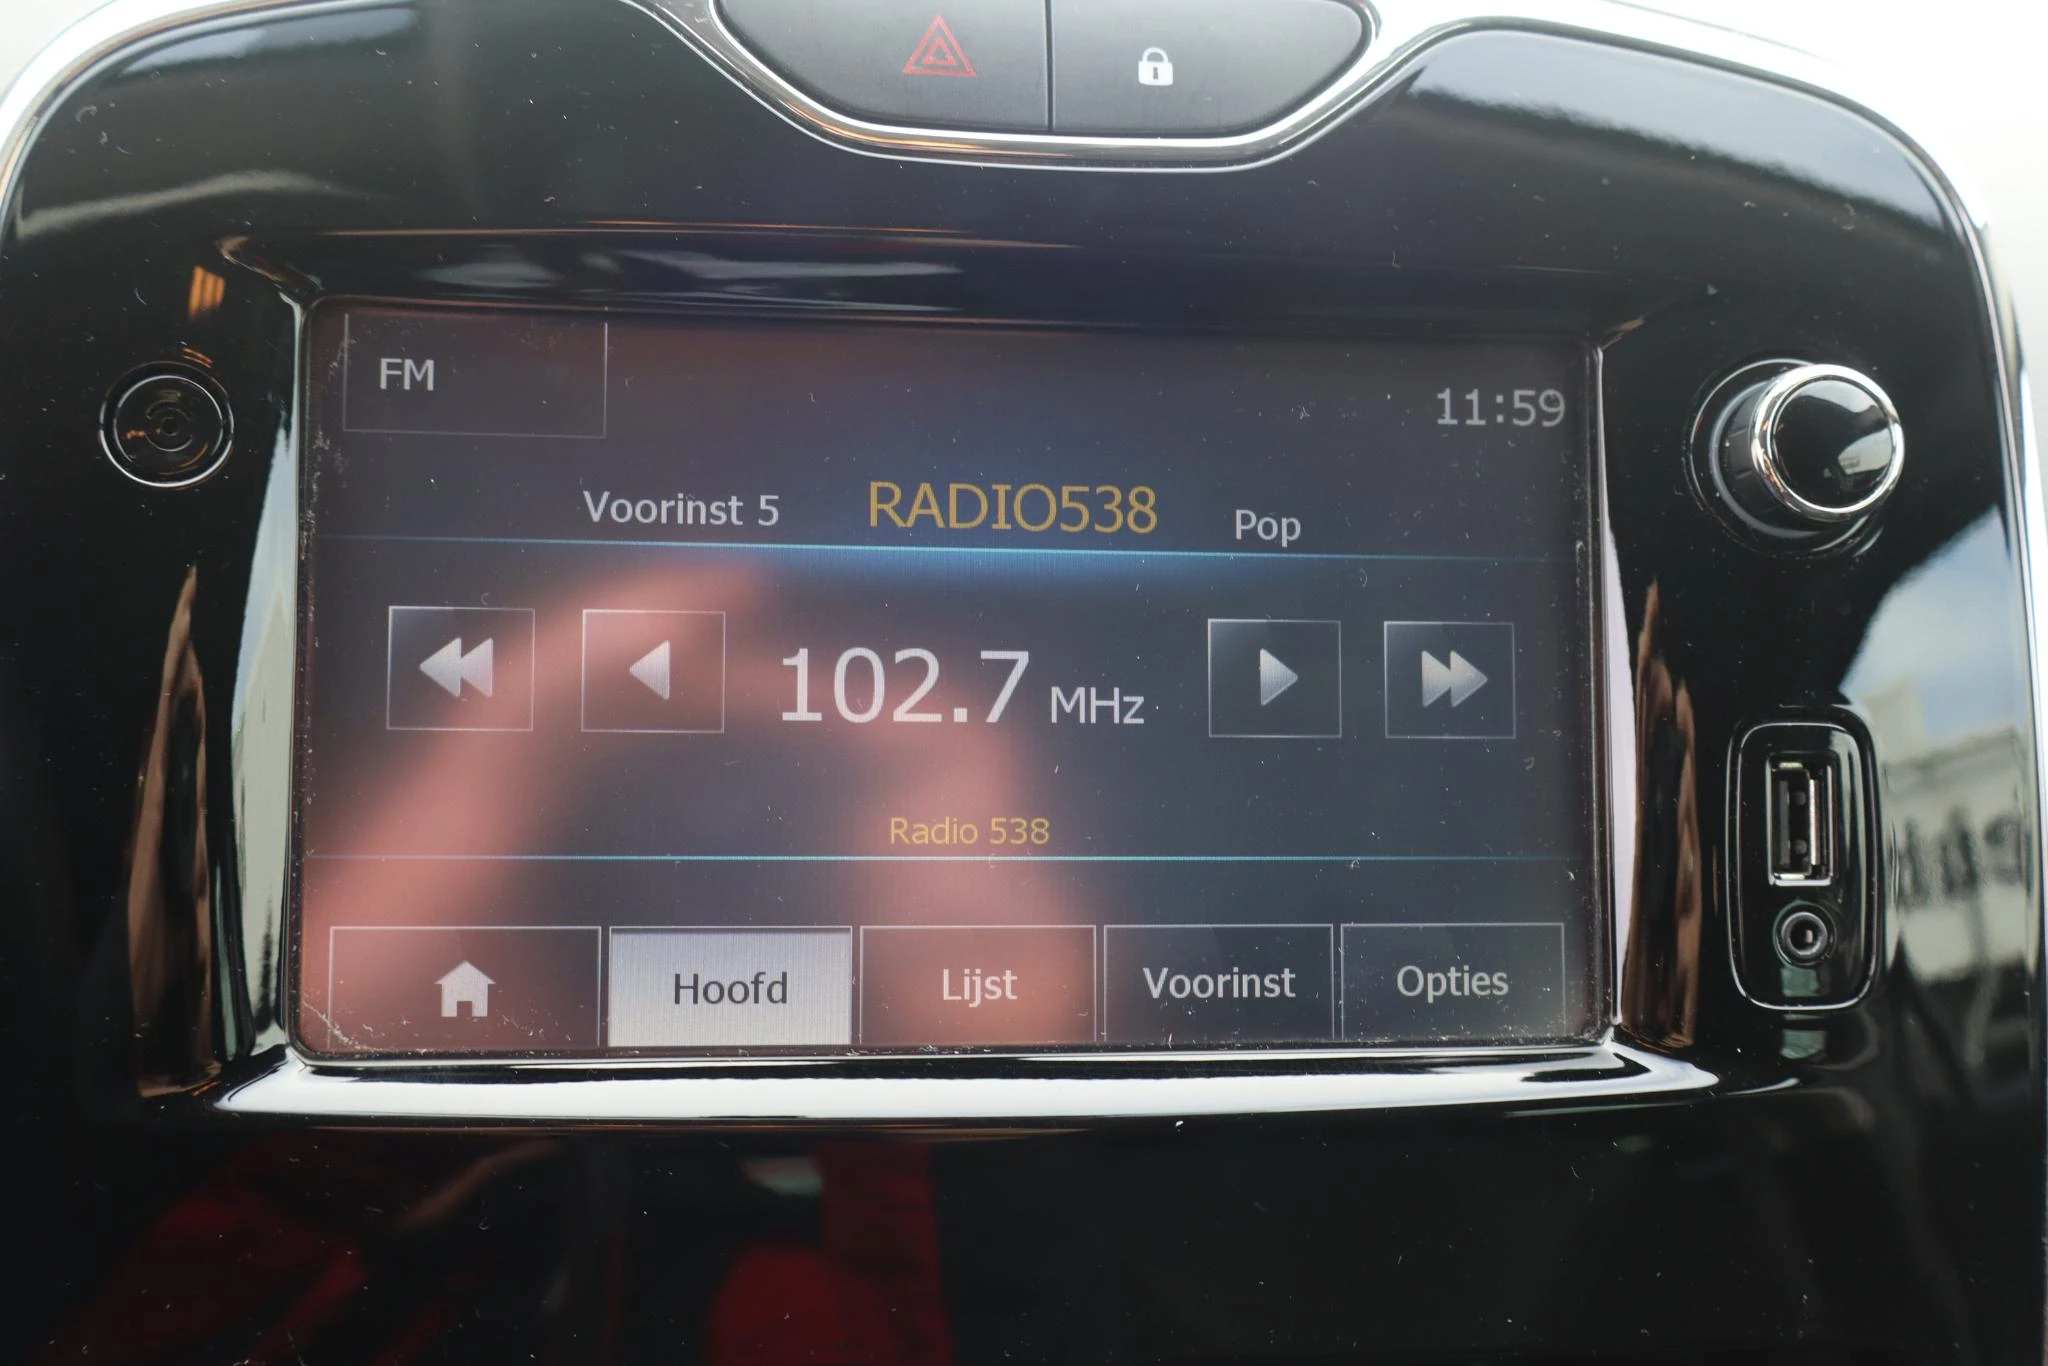 FM
11:59
Voorinst 5 RADIO538 Pop
102.7 MHz
Radio 538
Hoofd Lijst Voorinst Opties